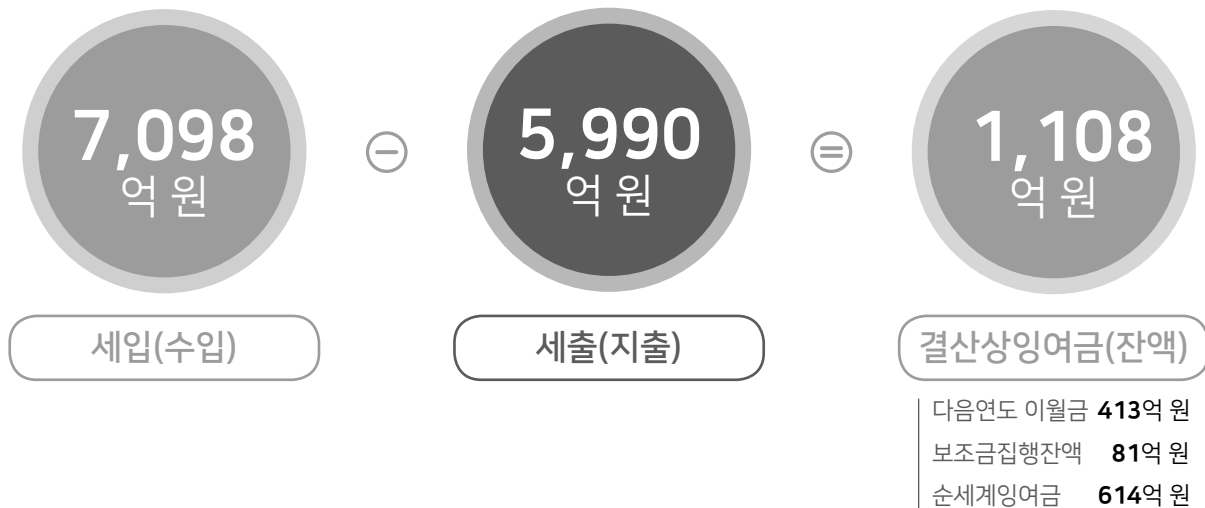 7,098
억 원
⊖
5,990
억 원
⊜
1,108
억 원
세입(수입)
세출(지출)
결산상잉여금(잔액)
다음연도 이월금 413억 원
보조금집행잔액 81억 원
순세계잉여금 614억 원